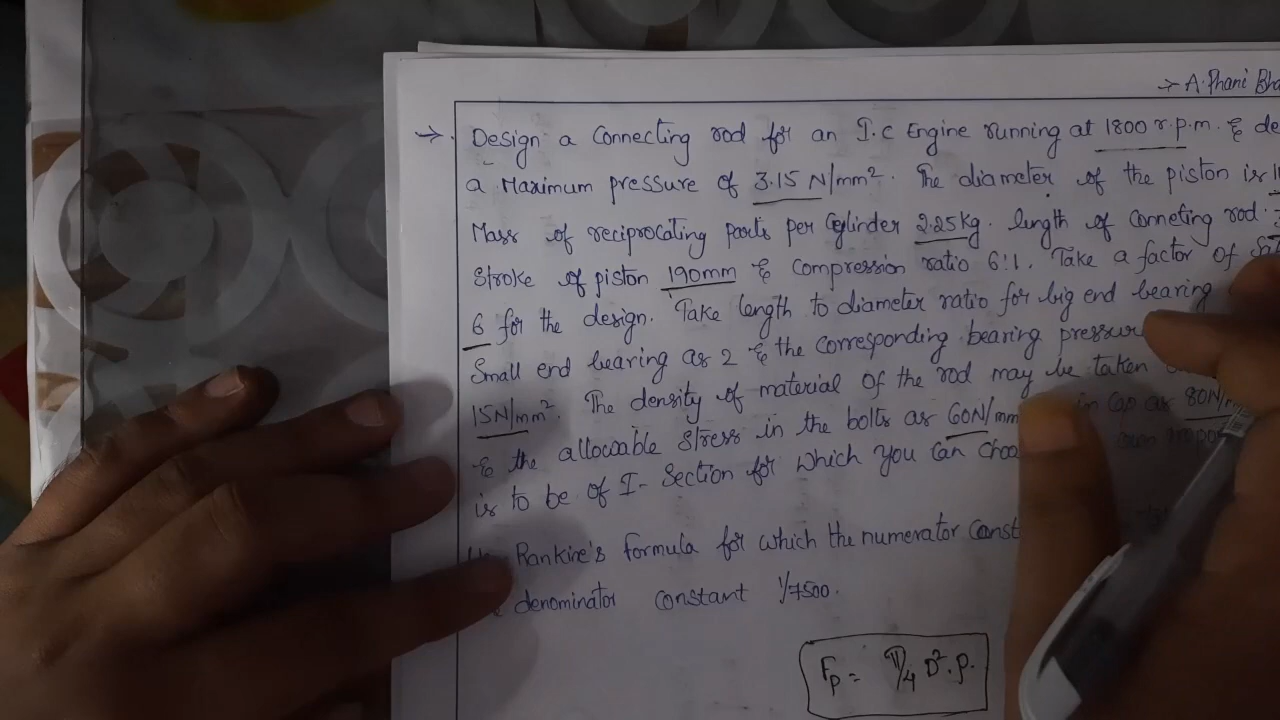 → A. Phani
→. Design a Connecting rod for an I.C Engine running at 1800 r.p.m. &
a Maximum pressure of 3.15 N/mm². The diameter of the piston is
Mass of reciprocating parts per Cylinder 2.25kg. length of conneting rod
Stroke of piston 190mm & Compression ratio 6:1. Take a factor of
6 for the design. Take length to diameter ratio for big end bearing
Small end bearing as 2 & the corresponding bearing
15N/mm². The density of material of the rod may be taken
& the allowable stress in the bolts as 60N/mm in Cap as 80N/
is to be of I- Section for which you can
Rankine's formula for which the numerator
denominator constant 1/7500.
Fp = π/4 D². p.